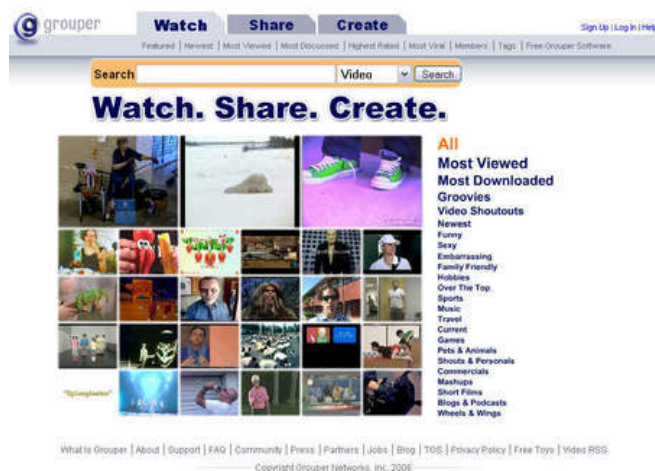 grouper
Watch Share Create
Sign Up | Log In | Help
Featured | Newest | Most Viewed | Most Discussed | Highest Rated | Most Viral | Members | Tags | Free Grouper Software
Search Video Search
Watch. Share. Create.
All
Most Viewed
Most Downloaded
Groovies
Video Shoutouts
Newest
Funny
Sexy
Embarrassing
Family Friendly
Hobbies
Over The Top
Sports
Music
Travel
Current
Games
Pets & Animals
Shouts & Personals
Commercials
Mashups
Short Films
Blogs & Podcasts
Wheels & Wings
What Is Grouper | About | Support | FAQ | Community | Press | Partners | Jobs | Blog | TOS | Privacy Policy | Free Toys | Video RSS
Copyright Grouper Networks, Inc. 2006